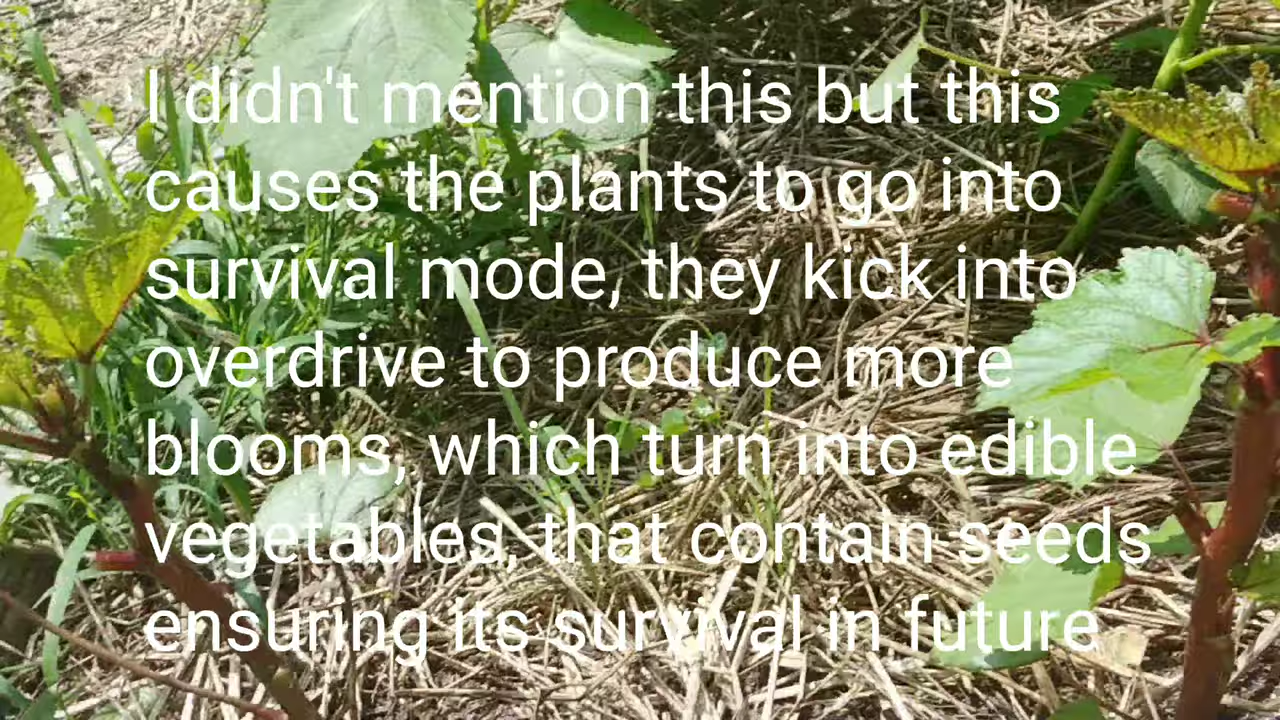 I didn't mention this but this
causes the plants to go into
survival mode, they kick into
overdrive to produce more
blooms, which turn into edible
vegetables, that contain seeds
ensuring its survival in future